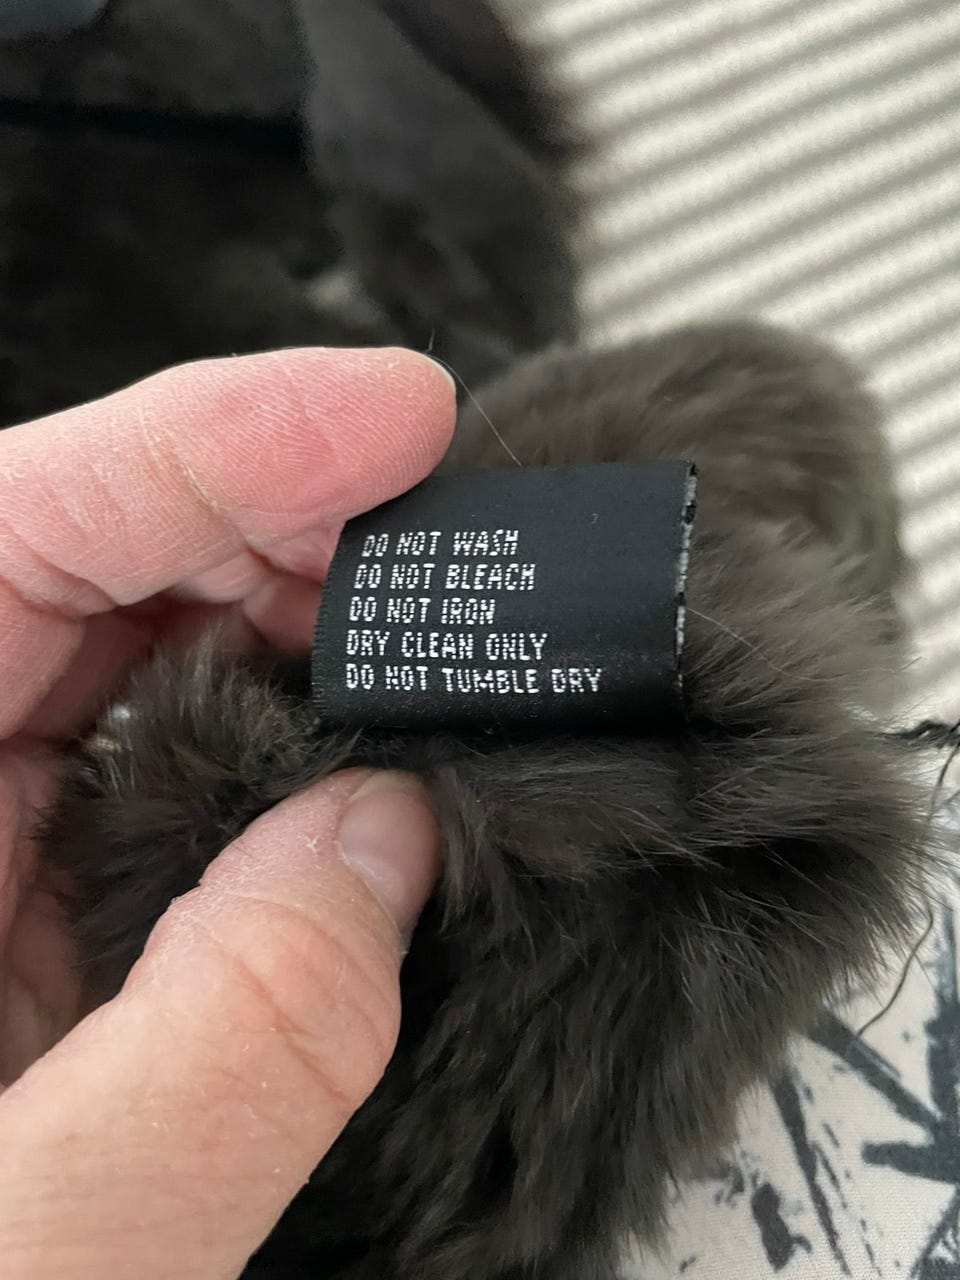 DO NOT WASH
DO NOT BLEACH
DO NOT IRON
DRY CLEAN ONLY
DO NOT TUMBLE DRY